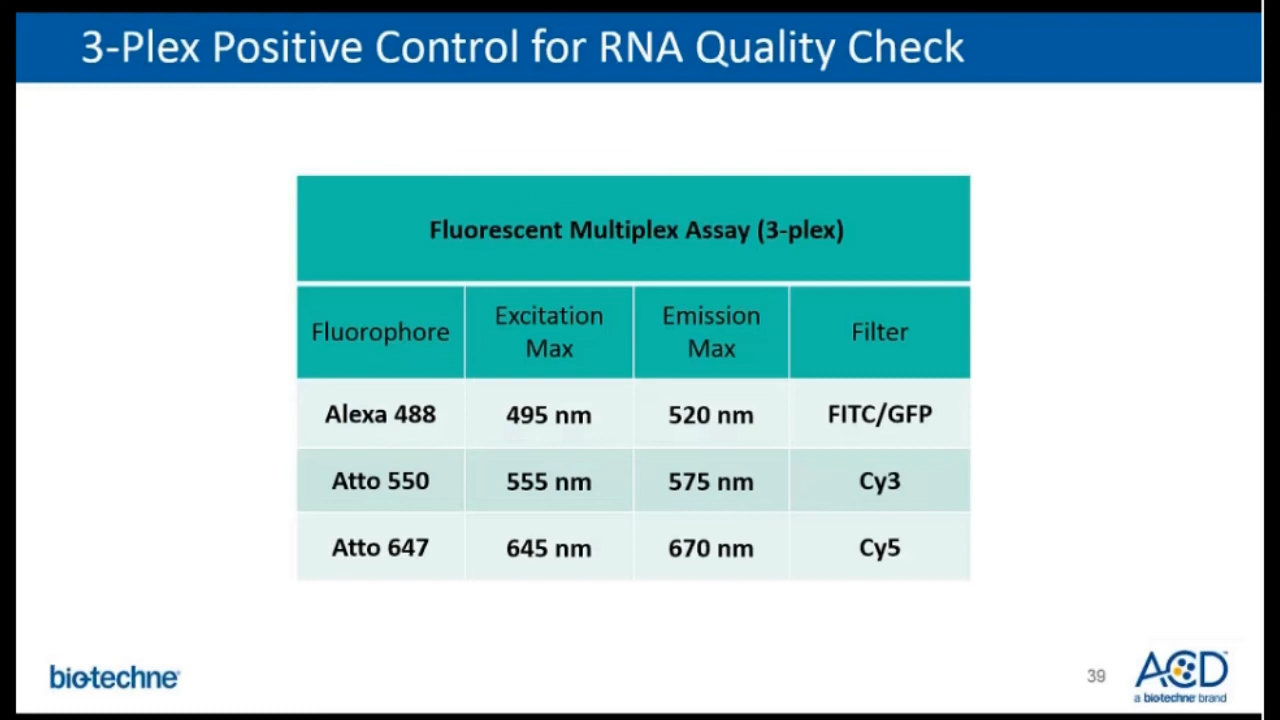 3-Plex Positive Control for RNA Quality Check
Fluorescent Multiplex Assay (3-plex)
Fluorophore Excitation Max Emission Max Filter
Alexa 488 495 nm 520 nm FITC/GFP
Atto 550 555 nm 575 nm Cy3
Atto 647 645 nm 670 nm Cy5
bio-techne
39
ACD
a biotechne brand